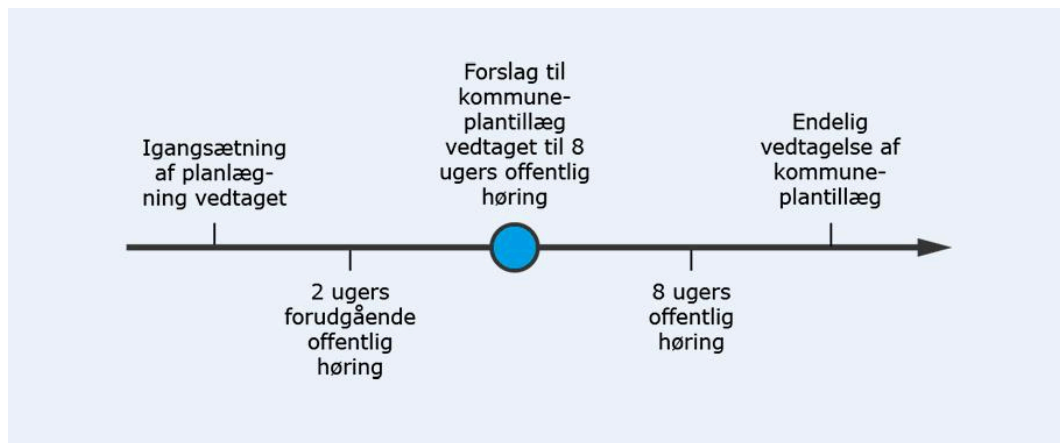 Igangsætning
af planlæg-
ning vedtaget
2 ugers
forudgående
offentlig
høring
Forslag til
kommune-
plantillæg
vedtaget til 8
ugers offentlig
høring
8 ugers
offentlig
høring
Endelig
vedtagelse af
kommune-
plantillæg